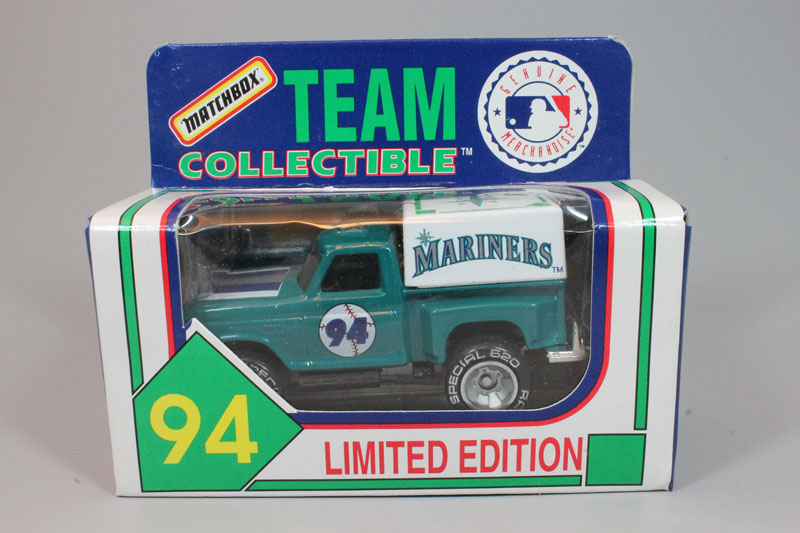 MATCHBOX®
TEAM
COLLECTIBLE™
GENUINE
MERCHANDISE®
MARINERS™
94
SPECIAL 620
94
LIMITED EDITION